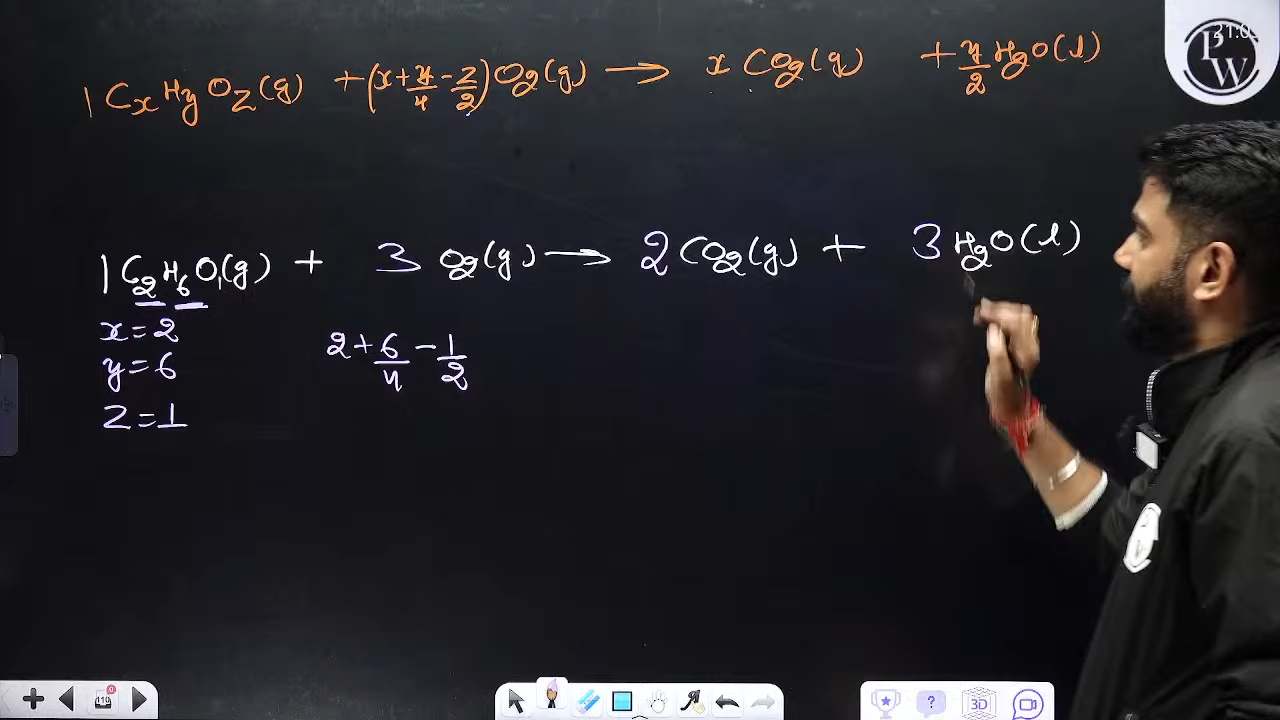 1 CxHyOz(g) + (x+y/4-z/2)O2(g) → x CO2(g) + y/2 H2O(l)
1 C2H6O1(g) + 3 O2(g) → 2 CO2(g) + 3 H2O(l)
x=2
y=6
z=1
2+6/4-1/2
PW
3D